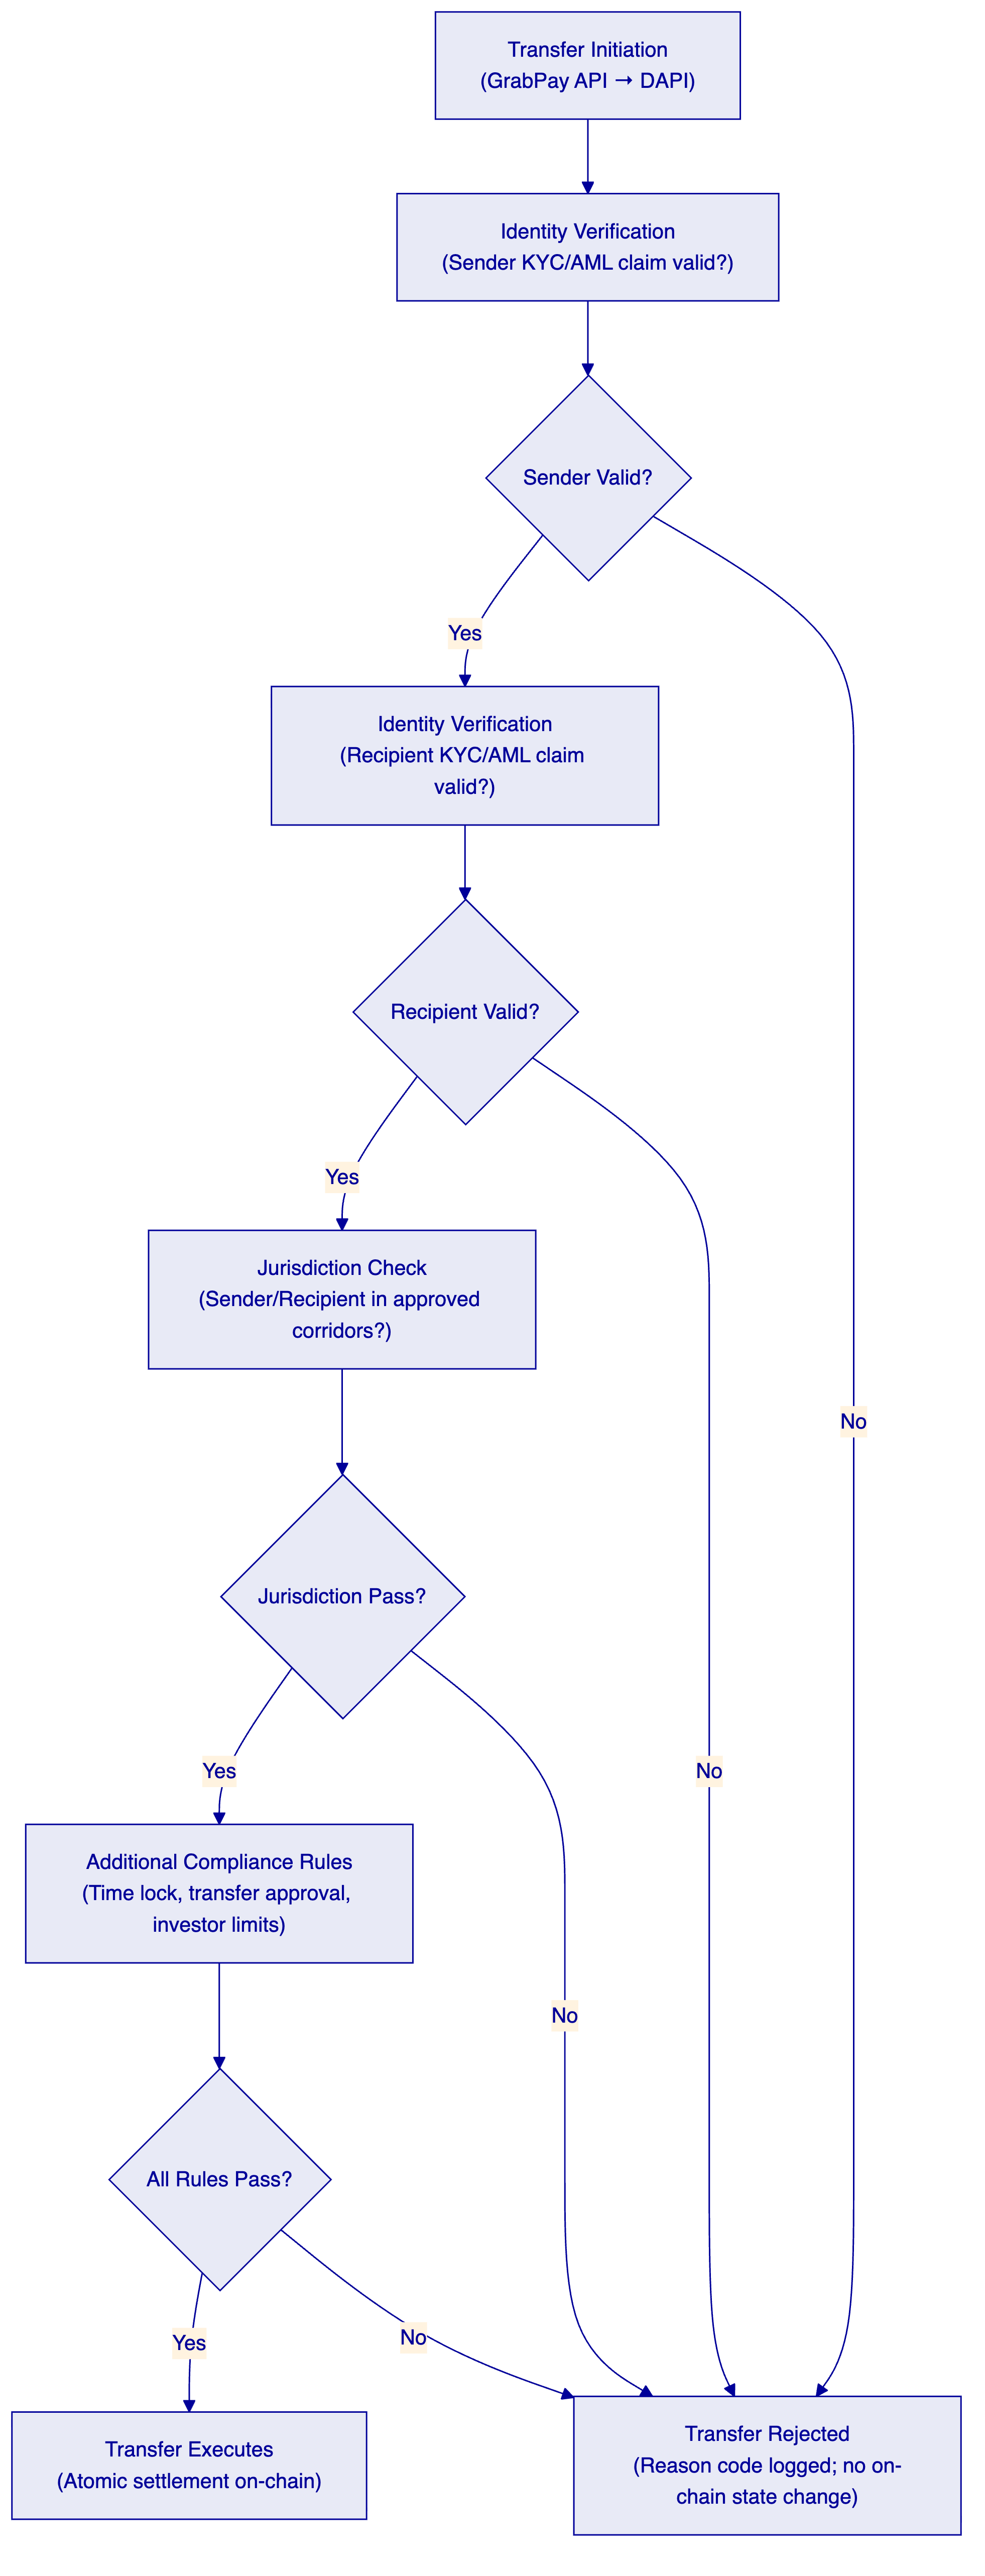 Transfer Initiation
(GrabPay API → DAPI)
Identity Verification
(Sender KYC/AML claim valid?)
Sender Valid?
Yes
Identity Verification
(Recipient KYC/AML claim
valid?)
Recipient Valid?
Yes
Jurisdiction Check
(Sender/Recipient in approved
corridors?)
No
Jurisdiction Pass?
Yes
No
Additional Compliance Rules
(Time lock, transfer approval,
investor limits)
No
All Rules Pass?
Yes
No
Transfer Executes
(Atomic settlement on-chain)
Transfer Rejected
(Reason code logged; no on-
chain state change)